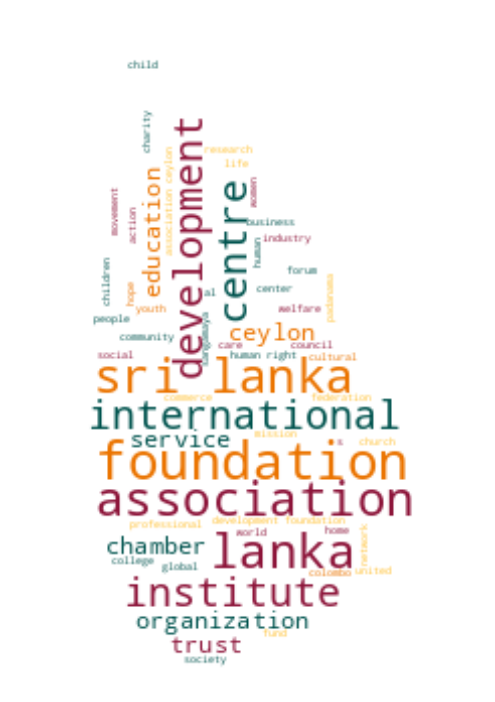 child
charity
development
research
association ceylon
life
education
centre
women
movement
action
business
human
industry
children
forum
hope
al
center
padanama
youth
welfare
people
sangamaya
ceylon
community
care
council
social
human right
cultural
sri lanka
commerce
federation
international
service
mission
s
church
foundation
association
professional
development foundation
world
home
network
chamber
lanka
college
global
colombo
united
institute
organization
fund
trust
society